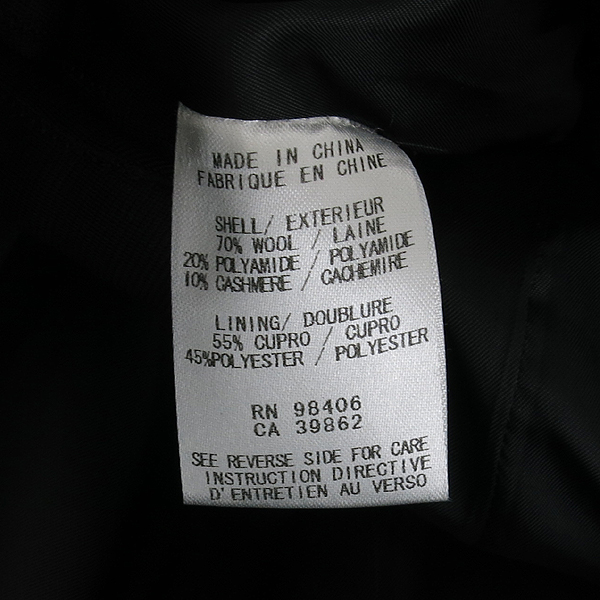 MADE IN CHINA
FABRIQUE EN CHINE
SHELL/ EXTERIEUR
70% WOOL / LAINE
20% POLYAMIDE / POLYAMIDE
10% CASHMERE / CACHEMIRE
LINING/ DOUBLURE
55% CUPRO / CUPRO
45%POLYESTER / POLYESTER
RN 98406
CA 39862
SEE REVERSE SIDE FOR CARE
INSTRUCTION DIRECTIVE
D'ENTRETIEN AU VERSO